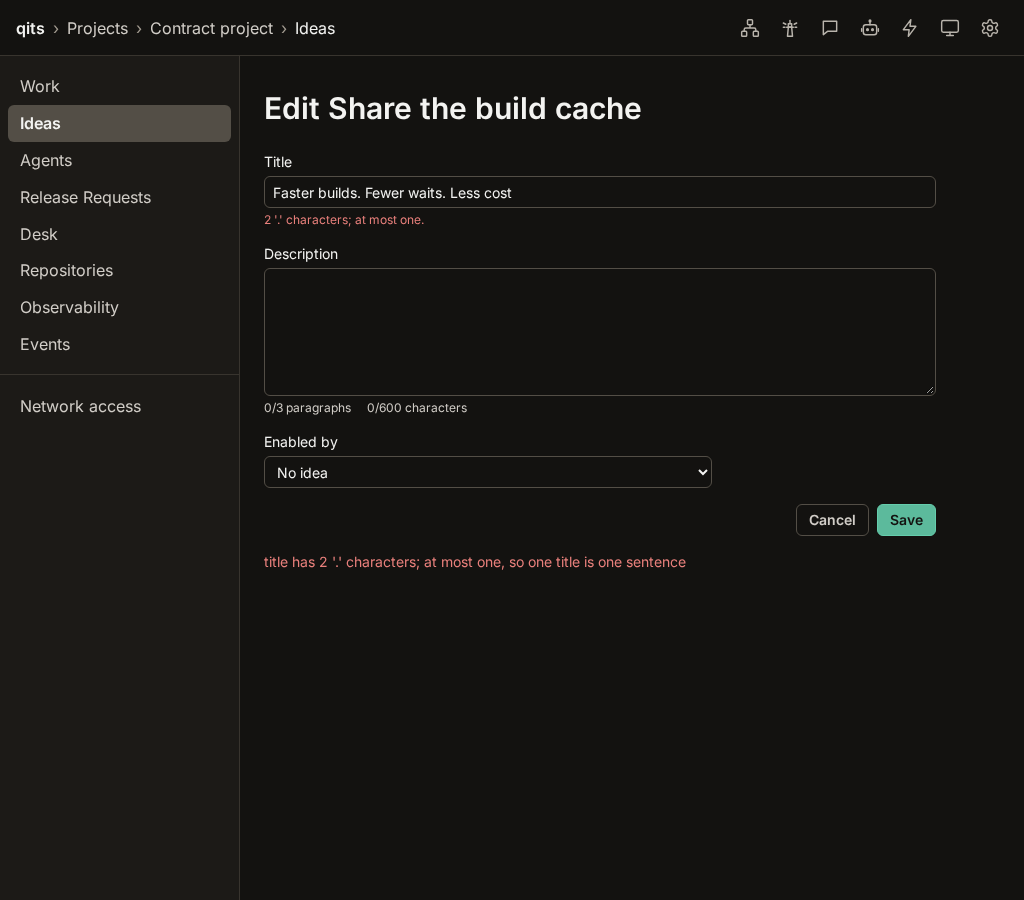 qits › Projects › Contract project › Ideas
Work
Ideas
Agents
Release Requests
Desk
Repositories
Observability
Events
Network access
Edit Share the build cache
Title
Faster builds. Fewer waits. Less cost
2 '.' characters; at most one.
Description
0/3 paragraphs 0/600 characters
Enabled by
No idea
Cancel Save
title has 2 '.' characters; at most one, so one title is one sentence